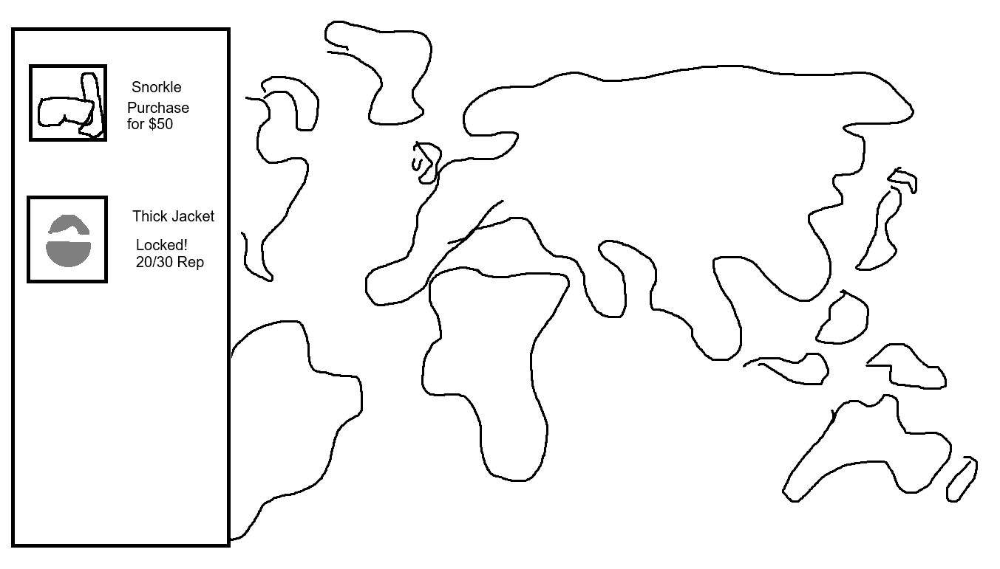 Snorkle
Purchase
for $50
Thick Jacket
Locked!
20/30 Rep